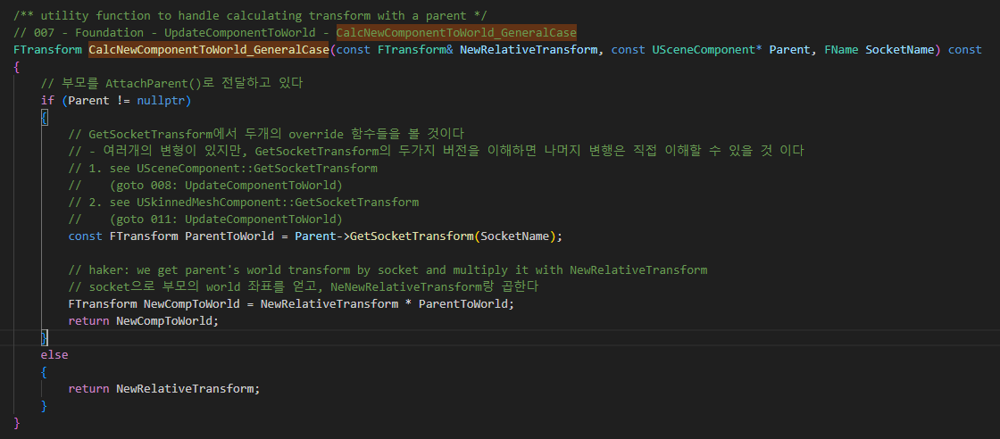 /** utility function to handle calculating transform with a parent */
// 007 - Foundation - UpdateComponentToWorld - CalcNewComponentToWorld_GeneralCase
FTransform CalcNewComponentToWorld_GeneralCase(const FTransform& NewRelativeTransform, const USceneComponent* Parent, FName SocketName) const
{
// 부모를 AttachParent()로 전달하고 있다
if (Parent != nullptr)
{
// GetSocketTransform에서 두개의 override 함수들을 볼 것이다
// - 여러개의 변형이 있지만, GetSocketTransform의 두가지 버전을 이해하면 나머지 변행은 직접 이해할 수 있을 것 이다
// 1. see USceneComponent::GetSocketTransform
//    (goto 008: UpdateComponentToWorld)
// 2. see USkinnedMeshComponent::GetSocketTransform
//    (goto 011: UpdateComponentToWorld)
const FTransform ParentToWorld = Parent->GetSocketTransform(SocketName);
// haker: we get parent's world transform by socket and multiply it with NewRelativeTransform
// socket으로 부모의 world 좌표를 얻고, NeNewRelativeTransform랑 곱한다
FTransform NewCompToWorld = NewRelativeTransform * ParentToWorld;
return NewCompToWorld;
}
else
{
return NewRelativeTransform;
}
}